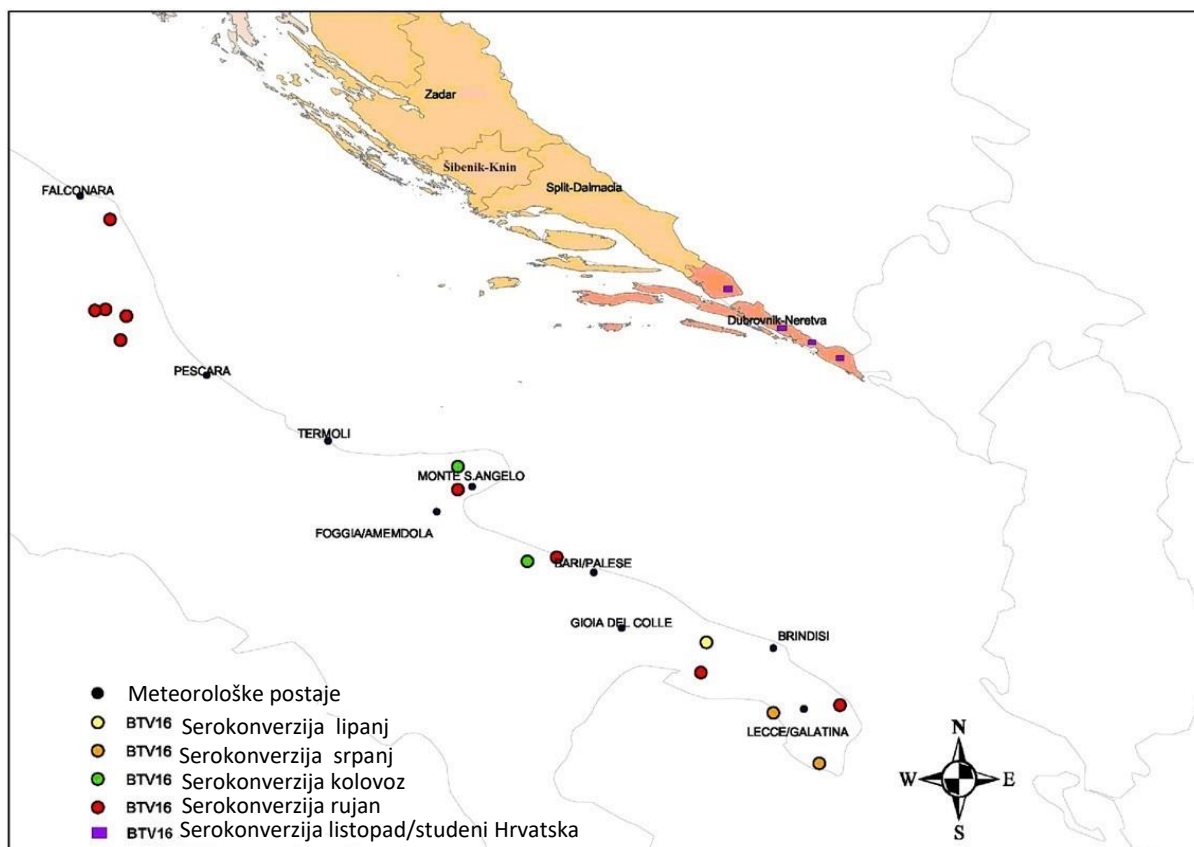 Zadar
Šibenik-Knin
Split-Dalmacia
FALCONARA
Dubrovnik-Neretva
PESCARA
TERMOLI
MONTE S.ANGELO
FOGGIA/AMEMDOLA
BARI/PALESE
GIOIA DEL COLLE
BRINDISI
LECCE/GALATINA
Meteorološke postaje
BTV16 Serokonverzija lipanj
BTV16 Serokonverzija srpanj
BTV16 Serokonverzija kolovoz
BTV16 Serokonverzija rujan
BTV16 Serokonverzija listopad/studeni Hrvatska
N
W E
S